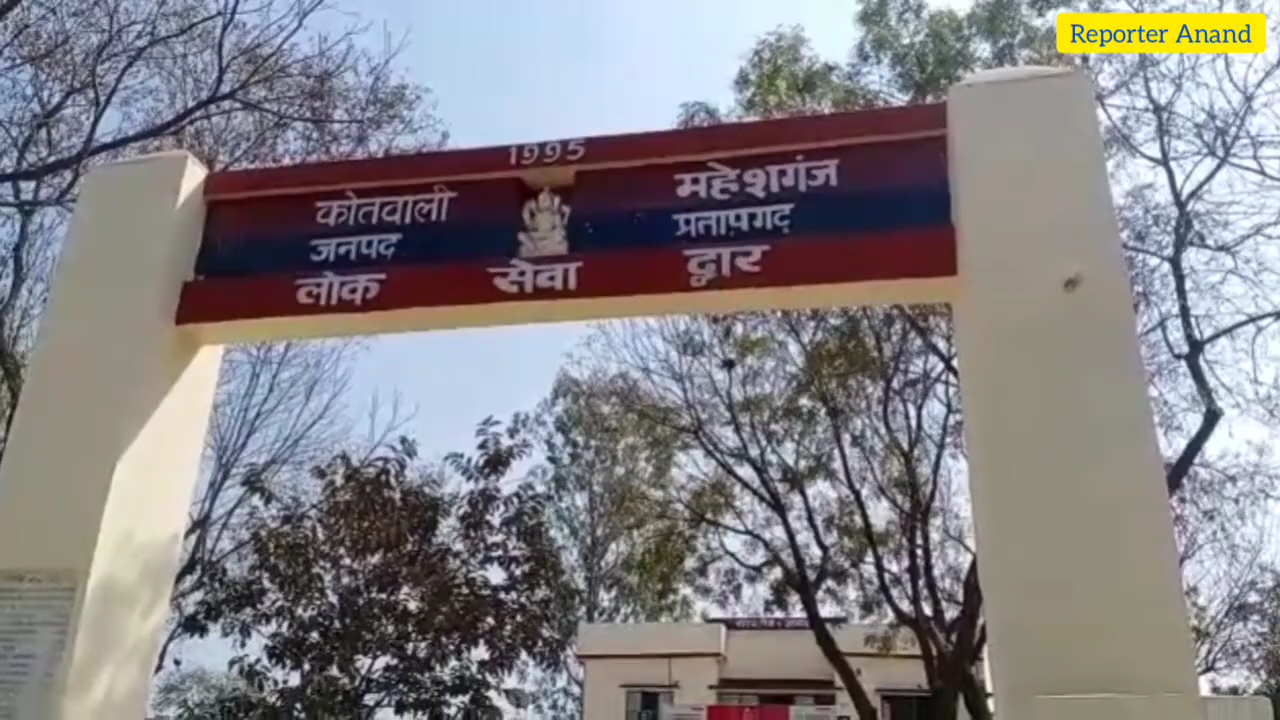 Reporter Anand
1995
कोतवाली महेशगंज
जनपद प्रतापगढ़
लोक सेवा द्वार